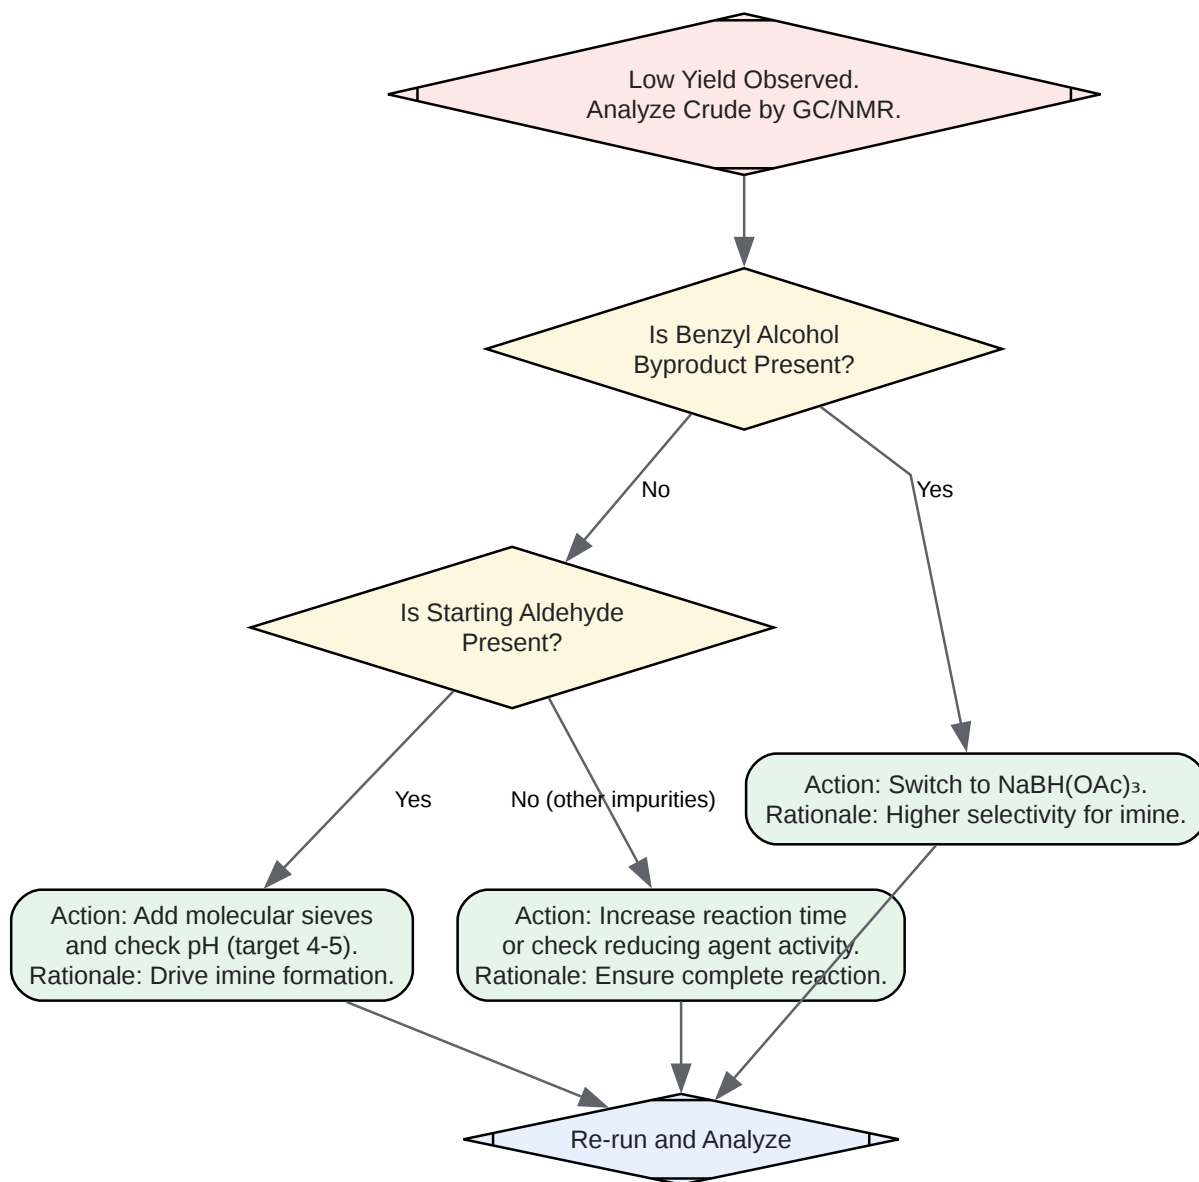 Low Yield Observed.
Analyze Crude by GC/NMR.
Is Benzyl Alcohol
Byproduct Present?
No
Yes
Is Starting Aldehyde
Present?
Yes
No (other impurities)
Action: Switch to NaBH(OAc)₃.
Rationale: Higher selectivity for imine.
Action: Add molecular sieves
and check pH (target 4-5).
Rationale: Drive imine formation.
Action: Increase reaction time
or check reducing agent activity.
Rationale: Ensure complete reaction.
Re-run and Analyze